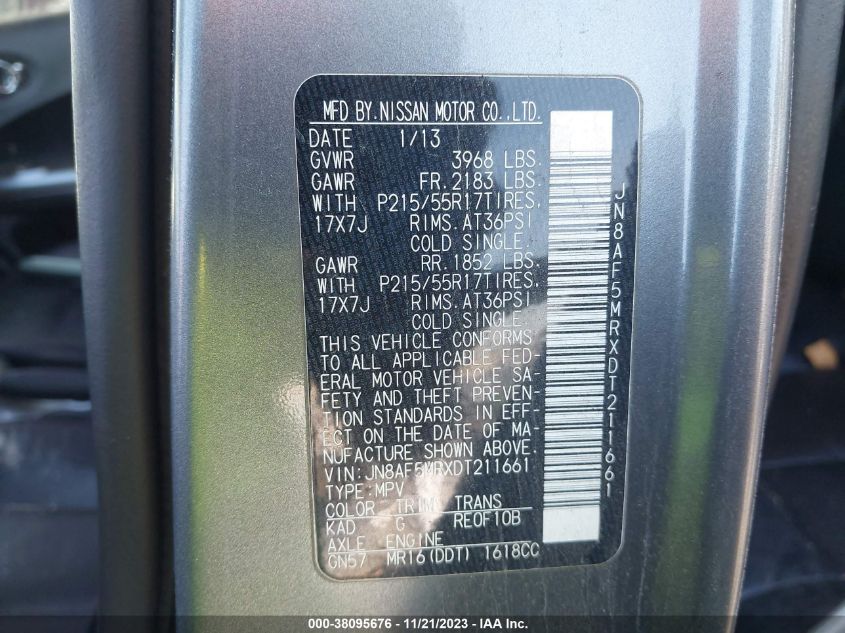 MFD BY.NISSAN MOTOR CO.,LTD.
DATE 1/13
GVWR 3968 LBS.
GAWR FR.2183 LBS.
WITH P215/55R17TIRES.
17X7J RIMS.AT36PSI
COLD SINGLE.
GAWR RR.1852 LBS.
WITH P215/55R17TIRES.
17X7J RIMS.AT36PSI
COLD SINGLE.
THIS VEHICLE CONFORMS
TO ALL APPLICABLE FED-
ERAL MOTOR VEHICLE SA-
FETY AND THEFT PREVEN-
TION STANDARDS IN EFF-
ECT ON THE DATE OF MA-
NUFACTURE SHOWN ABOVE.
VIN:JN8AF5MRXDT211661
TYPE:MPV
COLOR TRIM TRANS
KAD G RE0F10B
AXLE ENGINE
GN57 MR16(DDT) 1618CC
JN8AF5MRXDT211661
000-38095676 - 11/21/2023 - COPART.COM